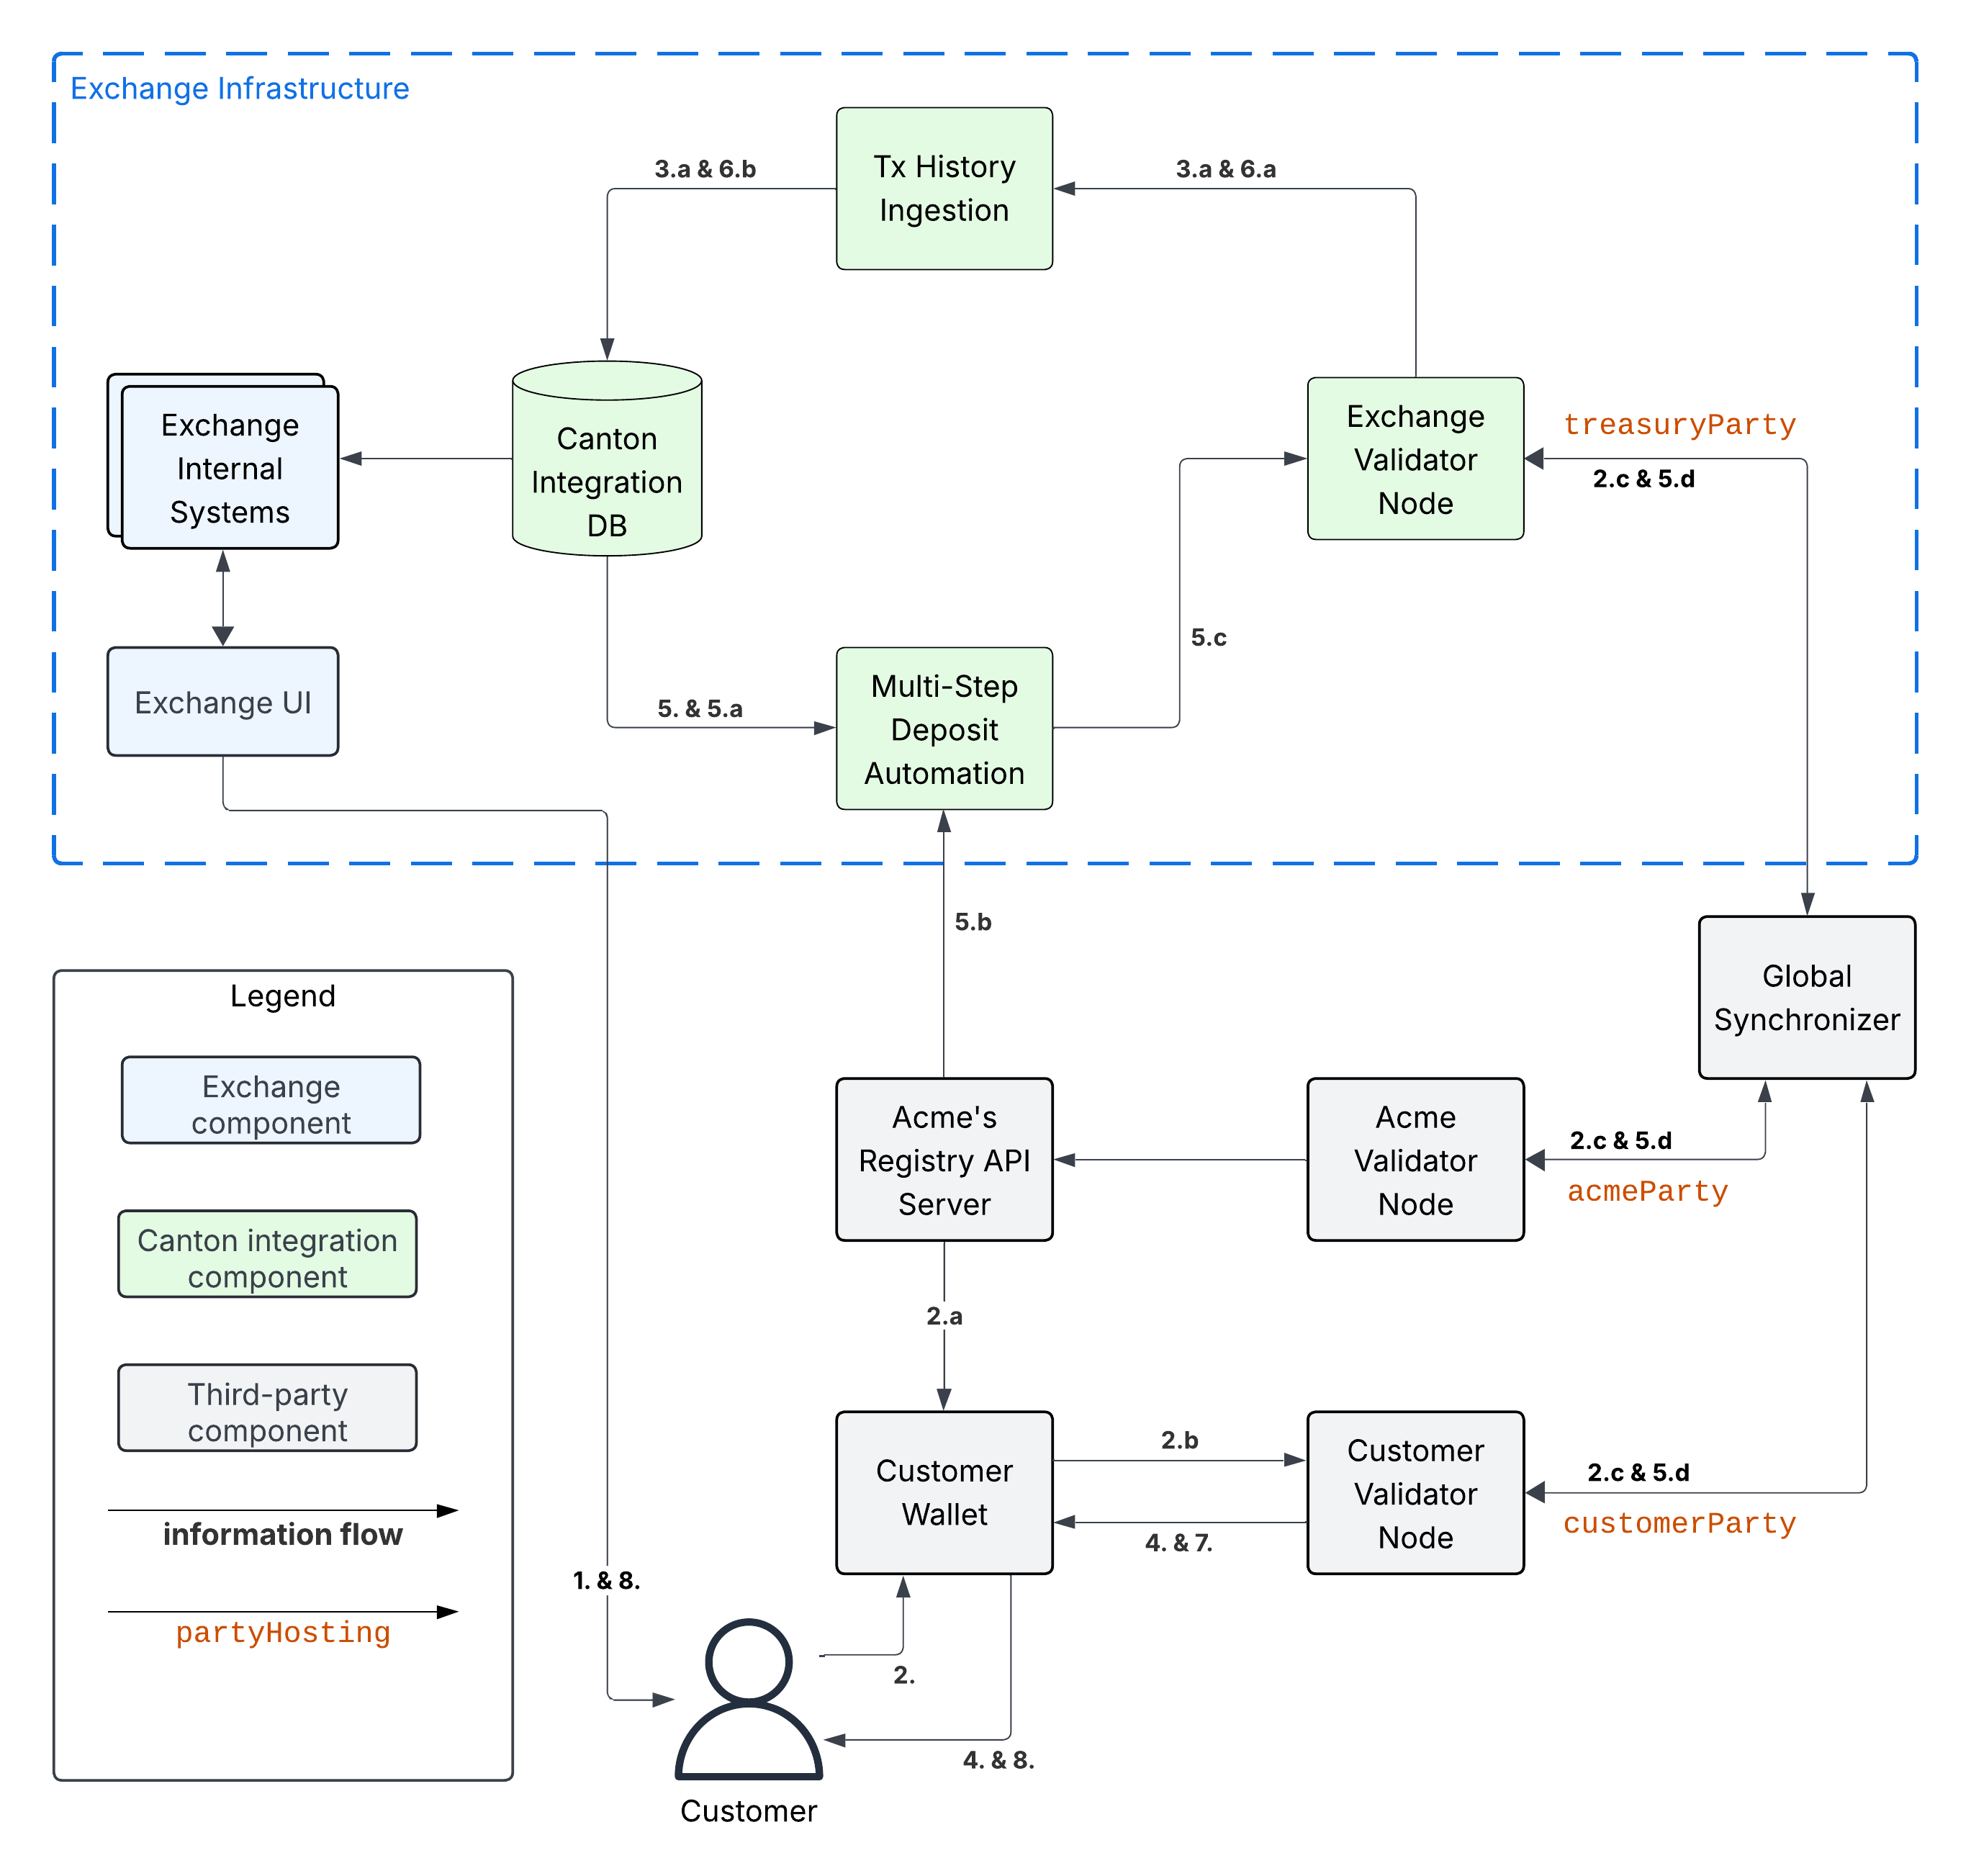 Exchange Infrastructure
Tx History
Ingestion
3.a & 6.b
3.a & 6.a
Exchange
Internal
Systems
Canton
Integration
DB
Exchange
Validator
Node
treasuryParty
2.c & 5.d
5.c
Exchange UI
5. & 5.a
Multi-Step
Deposit
Automation
5.b
Global
Synchronizer
Legend
Exchange
component
Canton integration
component
Third-party
component
information flow
partyHosting
Acme's
Registry API
Server
Acme
Validator
Node
2.c & 5.d
acmeParty
2.a
Customer
Wallet
2.b
4. & 7.
Customer
Validator
Node
2.c & 5.d
customerParty
1. & 8.
2.
4. & 8.
Customer